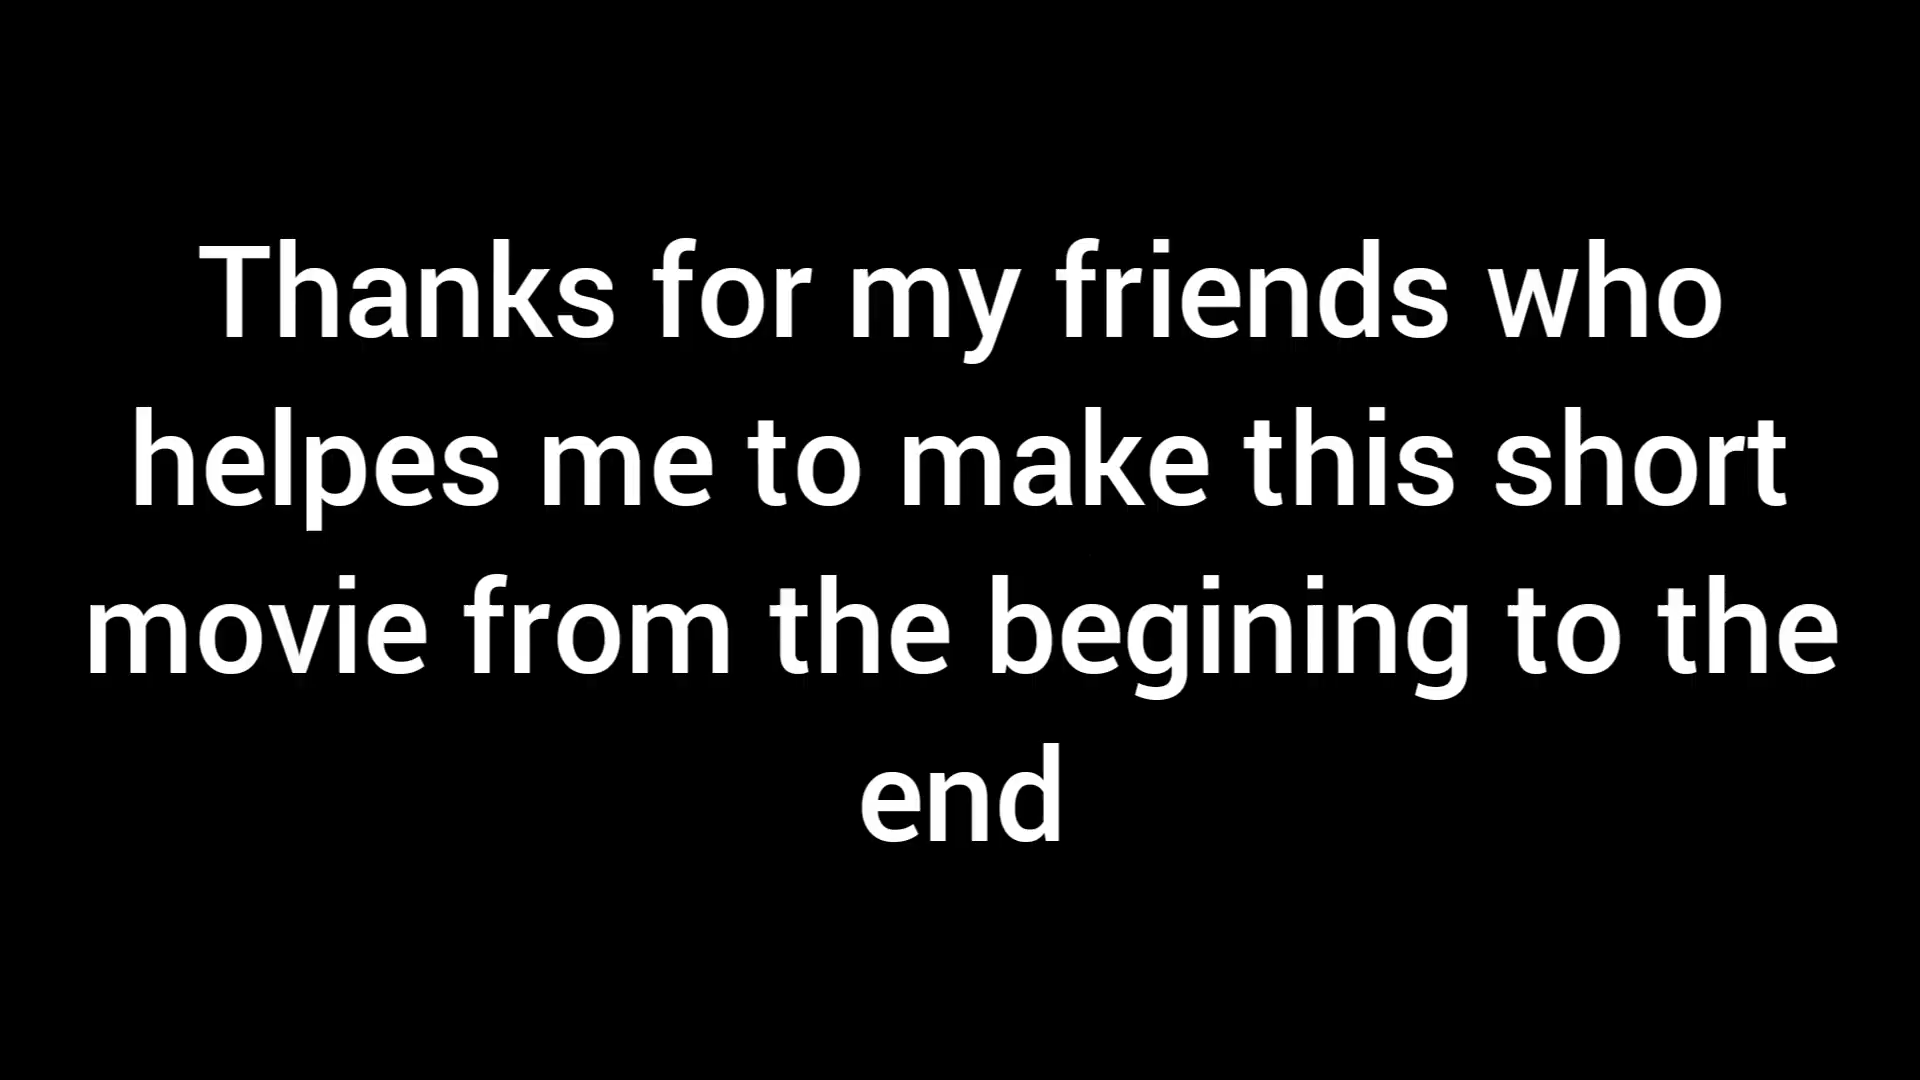 Thanks for my friends who
helpes me to make this short
movie from the begining to the
end